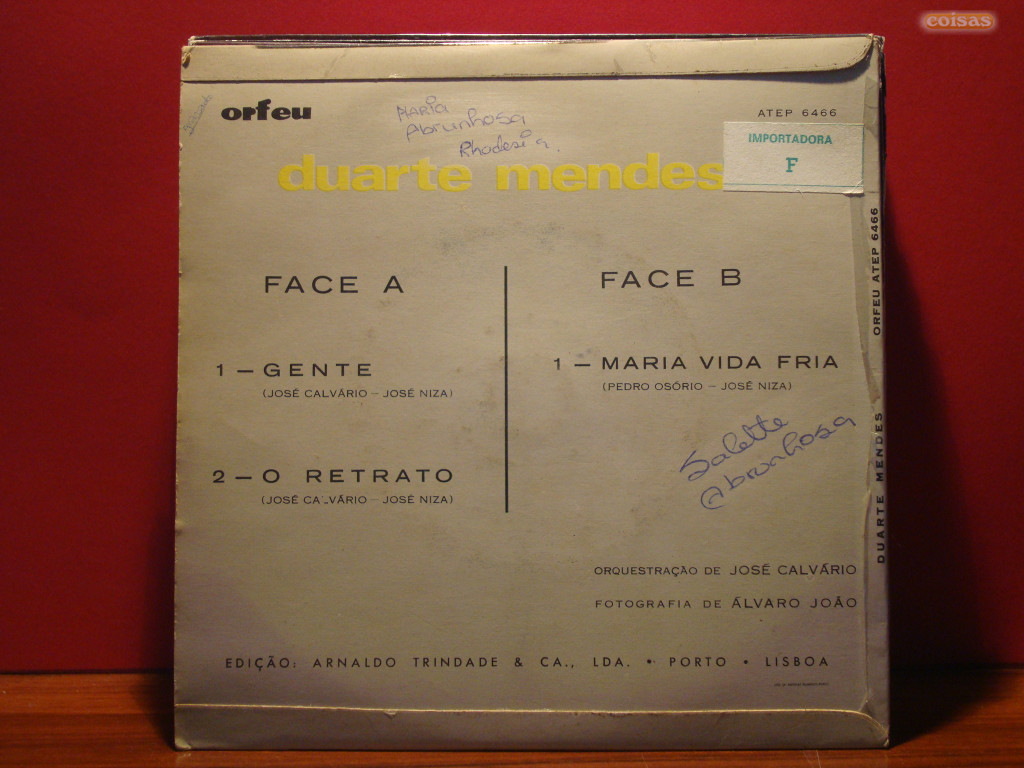 coisas
orfeu
MARIA
Abrunhosa
Rhodesia.
ATEP 6466
IMPORTADORA
F
duarte mendes
FACE A
1 – GENTE
(JOSÉ CALVÁRIO – JOSÉ NIZA)
2 – O RETRATO
(JOSÉ CALVÁRIO – JOSÉ NIZA)
FACE B
1 – MARIA VIDA FRIA
(PEDRO OSÓRIO – JOSÉ NIZA)
Salette
Abrunhosa
ORQUESTRAÇÃO DE JOSÉ CALVÁRIO
FOTOGRAFIA DE ÁLVARO JOÃO
EDIÇÃO: ARNALDO TRINDADE & CA., LDA. • PORTO • LISBOA
DUARTE MENDES ORFEU ATEP 6466